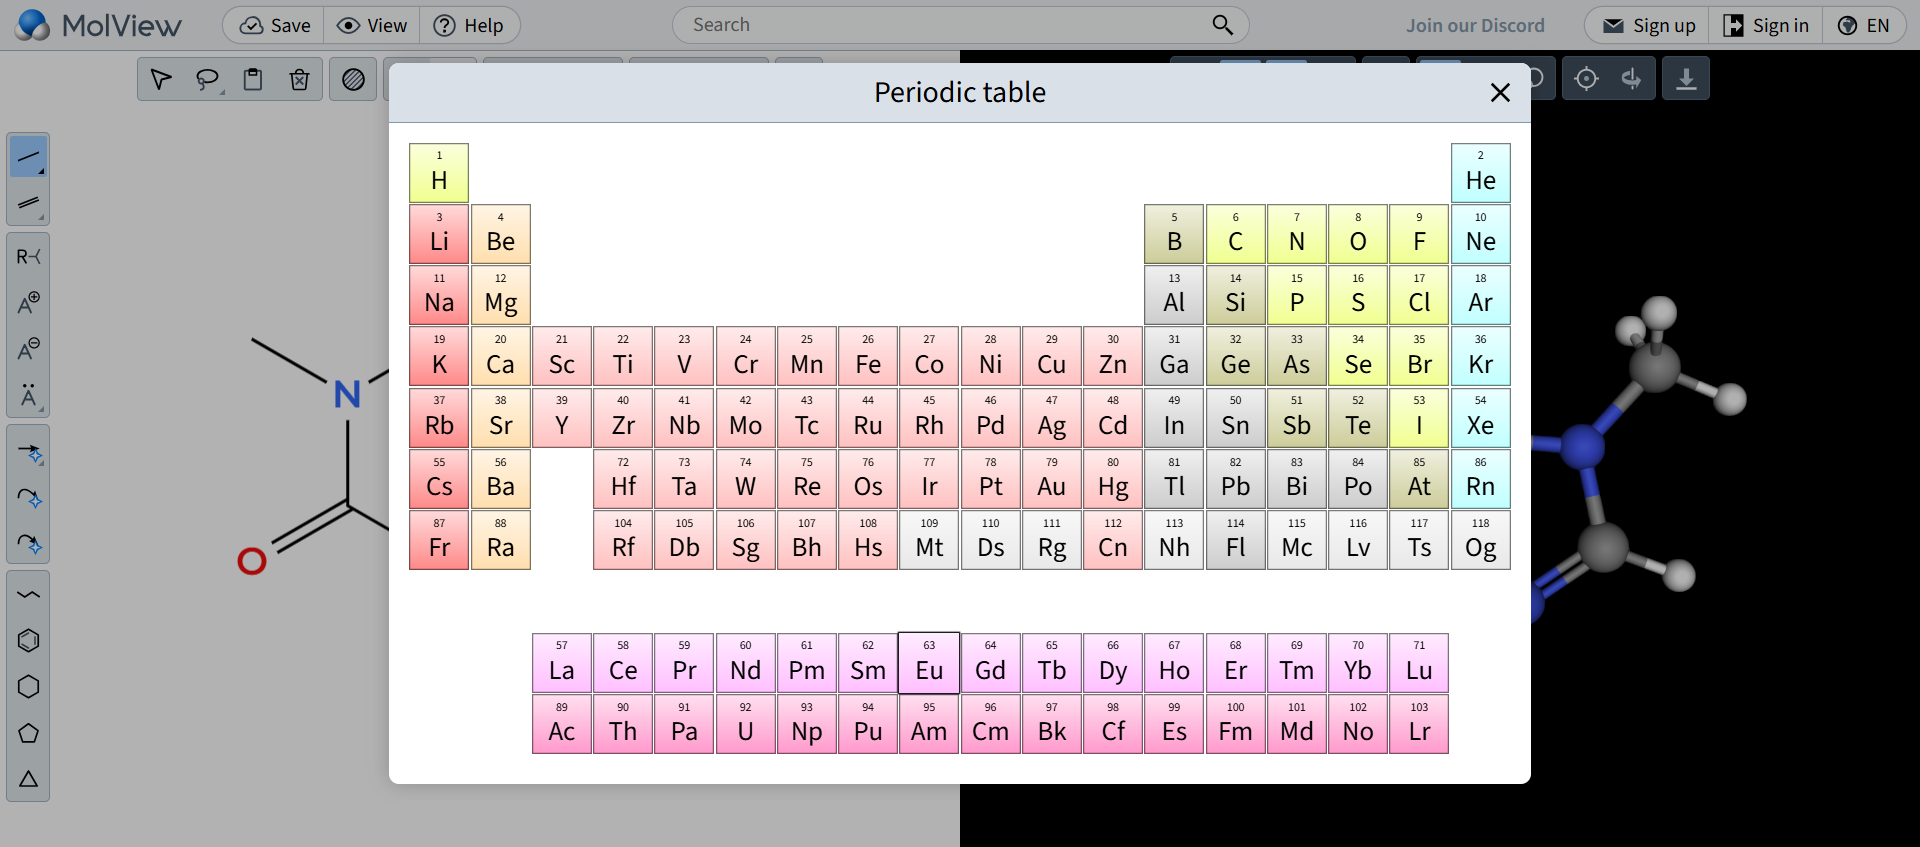 MolView Save View Help Search Join our Discord Sign up Sign in EN
Periodic table
1 2
H He
3 4 5 6 7 8 9 10
Li Be B C N O F Ne
11 12 13 14 15 16 17 18
Na Mg Al Si P S Cl Ar
19 20 21 22 23 24 25 26 27 28 29 30 31 32 33 34 35 36
K Ca Sc Ti V Cr Mn Fe Co Ni Cu Zn Ga Ge As Se Br Kr
37 38 39 40 41 42 43 44 45 46 47 48 49 50 51 52 53 54
Rb Sr Y Zr Nb Mo Tc Ru Rh Pd Ag Cd In Sn Sb Te I Xe
55 56 72 73 74 75 76 77 78 79 80 81 82 83 84 85 86
Cs Ba Hf Ta W Re Os Ir Pt Au Hg Tl Pb Bi Po At Rn
87 88 104 105 106 107 108 109 110 111 112 113 114 115 116 117 118
Fr Ra Rf Db Sg Bh Hs Mt Ds Rg Cn Nh Fl Mc Lv Ts Og
57 58 59 60 61 62 63 64 65 66 67 68 69 70 71
La Ce Pr Nd Pm Sm Eu Gd Tb Dy Ho Er Tm Yb Lu
89 90 91 92 93 94 95 96 97 98 99 100 101 102 103
Ac Th Pa U Np Pu Am Cm Bk Cf Es Fm Md No Lr
R
A
A
Ä
N
O